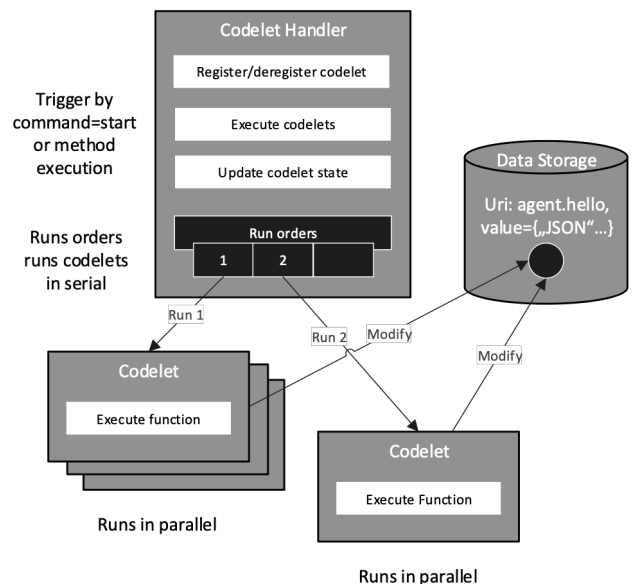 Codelet Handler
Register/deregister codelet
Execute codelets
Update codelet state
Run orders
1
2
Trigger by
command=start
or method
execution
Runs orders
runs codelets
in serial
Data Storage
Uri: agent.hello,
value={„JSON“...}
Run 1
Run 2
Modify
Modify
Codelet
Execute function
Runs in parallel
Codelet
Execute Function
Runs in parallel